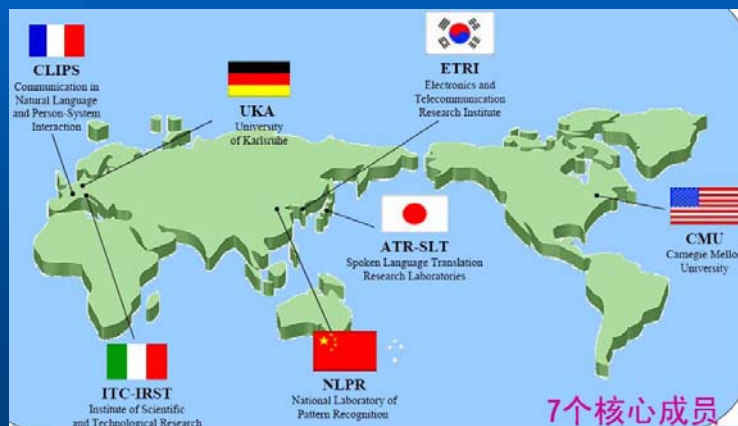 CLIPS
Communication in
Natural Language
and Person-System
Interaction
UKA
University
of Karlsruhe
ETRI
Electronics and
Telecommunication
Research Institute
ATR-SLT
Spoken Language Translation
Research Laboratories
CMU
Carnegie Mello
University
ITC-IRST
Institute of Scientific
and Technological Research
NLPR
National Laboratory of
Pattern Recognition
7个核心成员